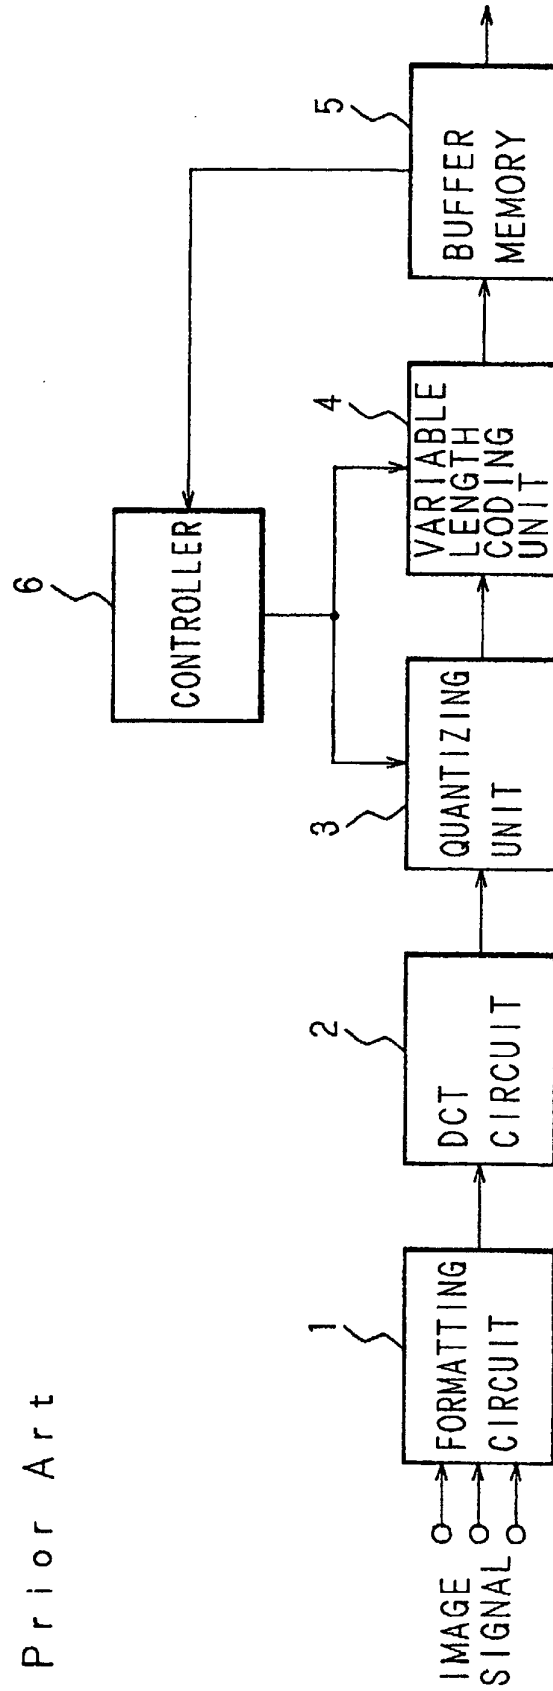 Prior Art
IMAGE
SIGNAL
1
FORMATTING
CIRCUIT
2
DCT
CIRCUIT
3
QUANTIZING
UNIT
4
VARIABLE
LENGTH
CODING
UNIT
5
BUFFER
MEMORY
6
CONTROLLER